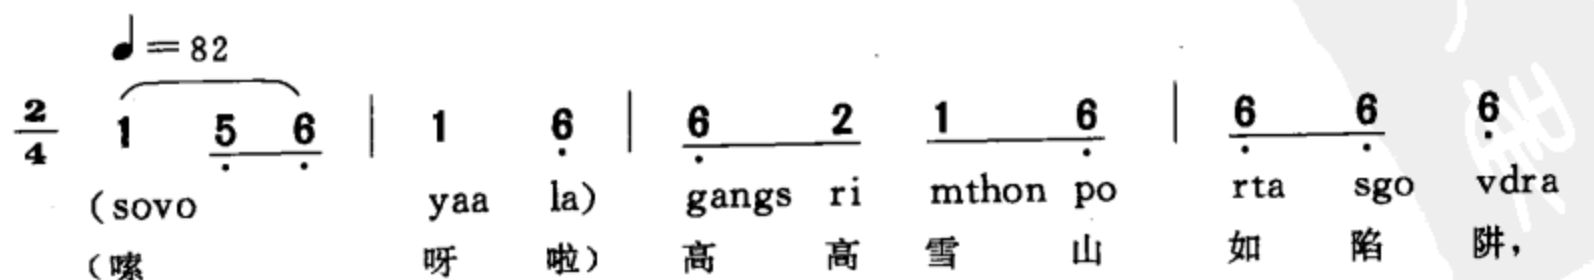 ♩=82
2/4 1 5̣ 6̣ | 1 6̣ | 6̣ 2 1 6̣ | 6̣ 6̣ 6̣
(sovo yaa la) gangs ri mthon po rta sgo vdra
(嗦 呀 啦) 高 高 雪 山 如 陷 阱,